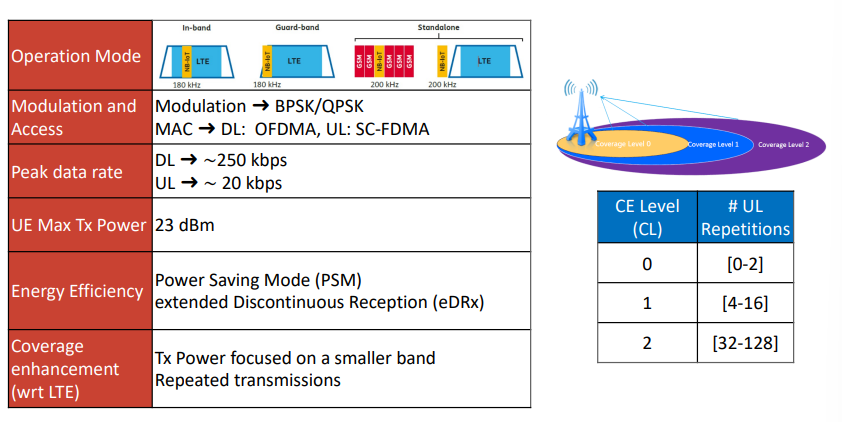 In-band
Guard-band
Standalone
Operation Mode
NB-IoT
LTE
NB-IoT
LTE
GSM
GSM
NB-IoT
GSM
GSM
GSM
NB-IoT
LTE
180 kHz
180 kHz
200 kHz
200 kHz
Modulation and
Access
Modulation ➔ BPSK/QPSK
MAC ➔ DL: OFDMA, UL: SC-FDMA
Peak data rate
DL ➔ ~250 kbps
UL ➔ ~ 20 kbps
UE Max Tx Power
23 dBm
Energy Efficiency
Power Saving Mode (PSM)
extended Discontinuous Reception (eDRx)
Coverage
enhancement
(wrt LTE)
Tx Power focused on a smaller band
Repeated transmissions
Coverage Level 0
Coverage Level 1
Coverage Level 2
CE Level
(CL)
# UL
Repetitions
0
[0-2]
1
[4-16]
2
[32-128]